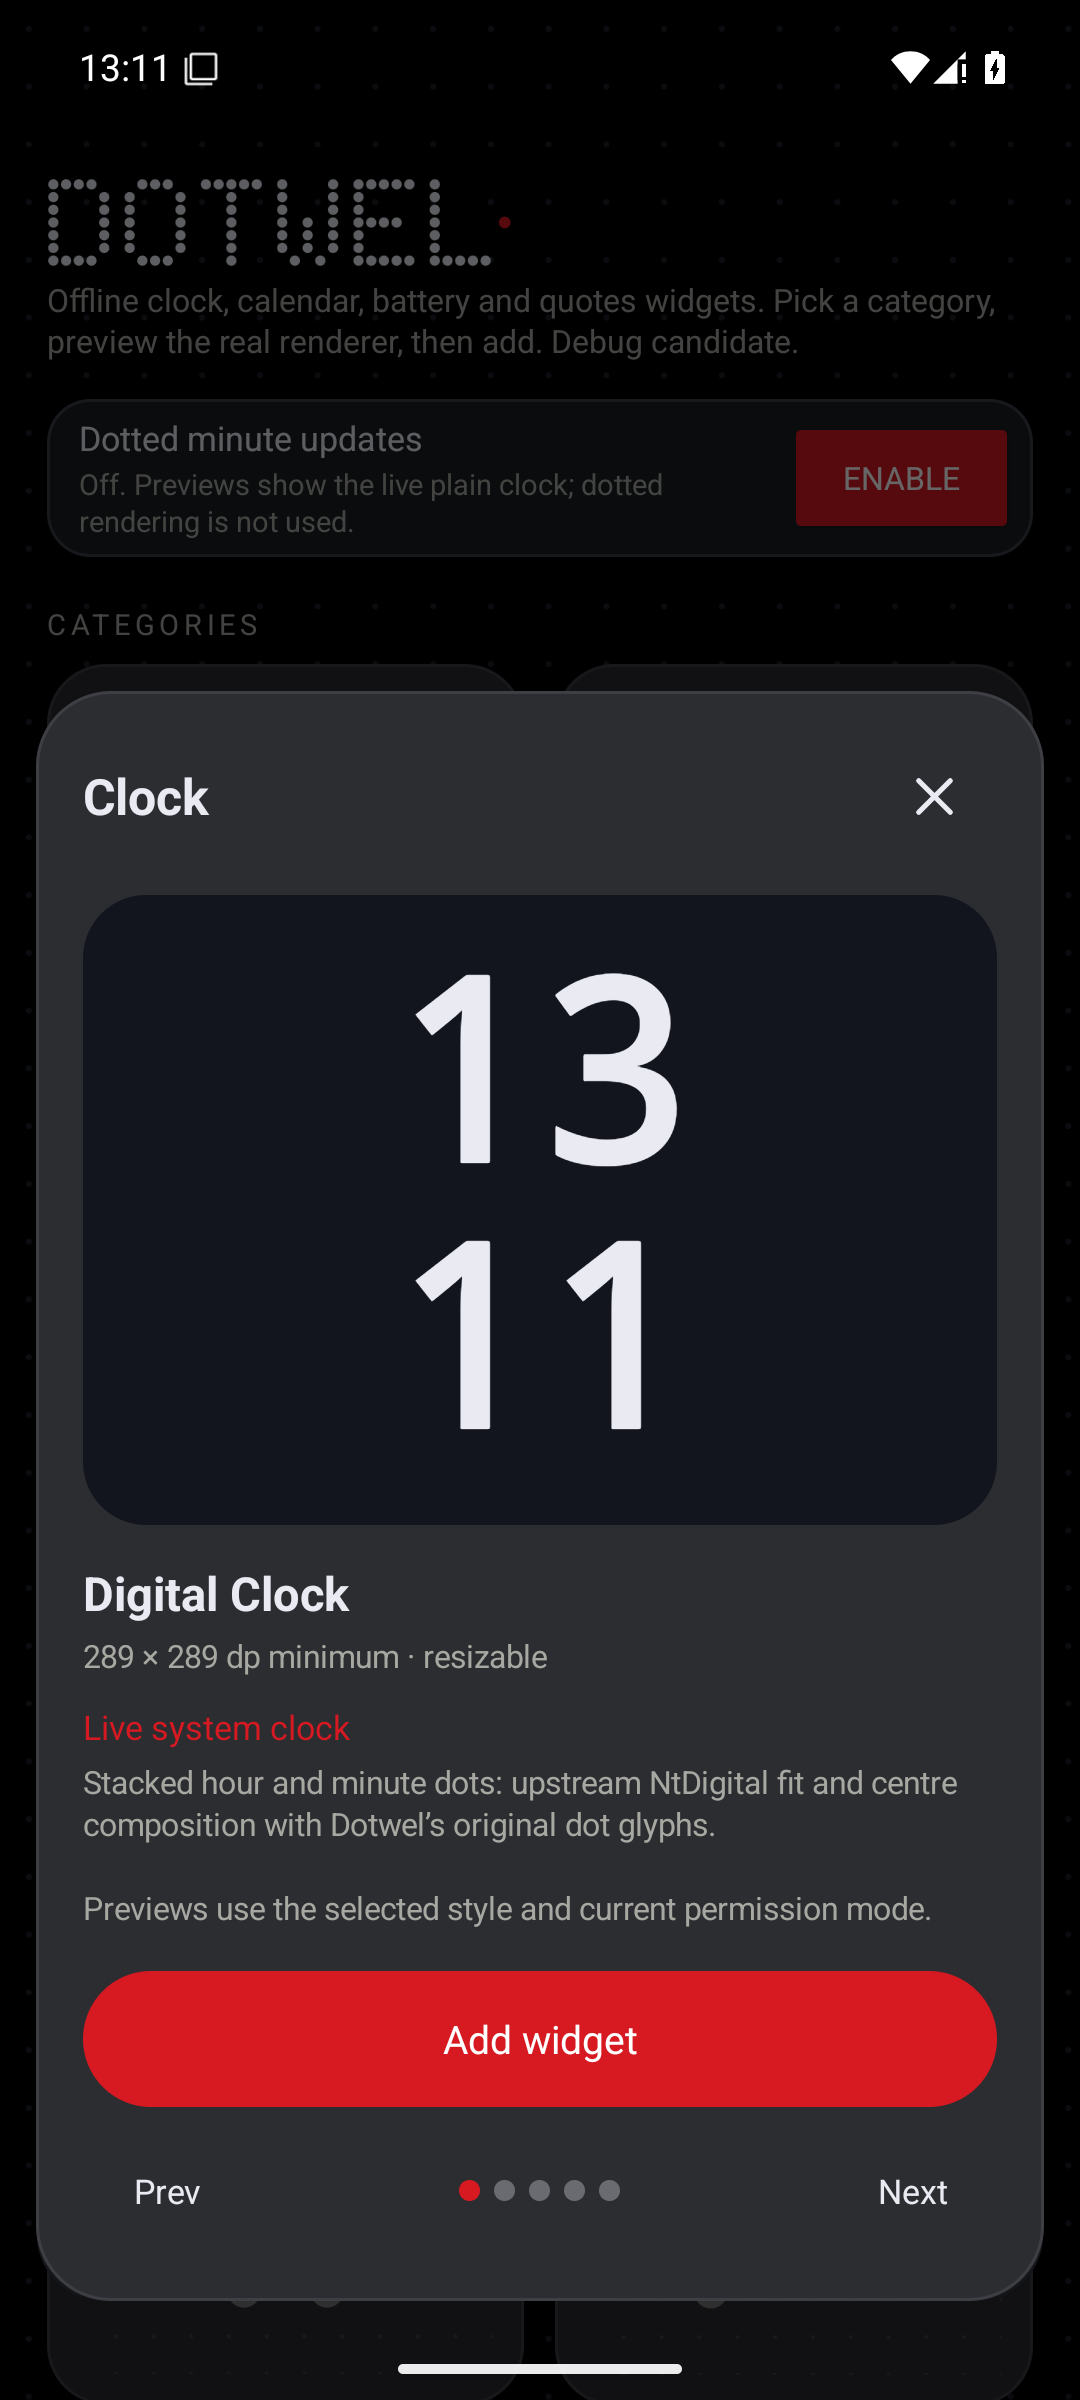 13:11
DOTWEL
Offline clock, calendar, battery and quotes widgets. Pick a category,
preview the real renderer, then add. Debug candidate.
Dotted minute updates
Off. Previews show the live plain clock; dotted
rendering is not used.
ENABLE
CATEGORIES
Clock
13
11
Digital Clock
289 × 289 dp minimum · resizable
Live system clock
Stacked hour and minute dots: upstream NtDigital fit and centre
composition with Dotwel’s original dot glyphs.
Previews use the selected style and current permission mode.
Add widget
Prev
Next